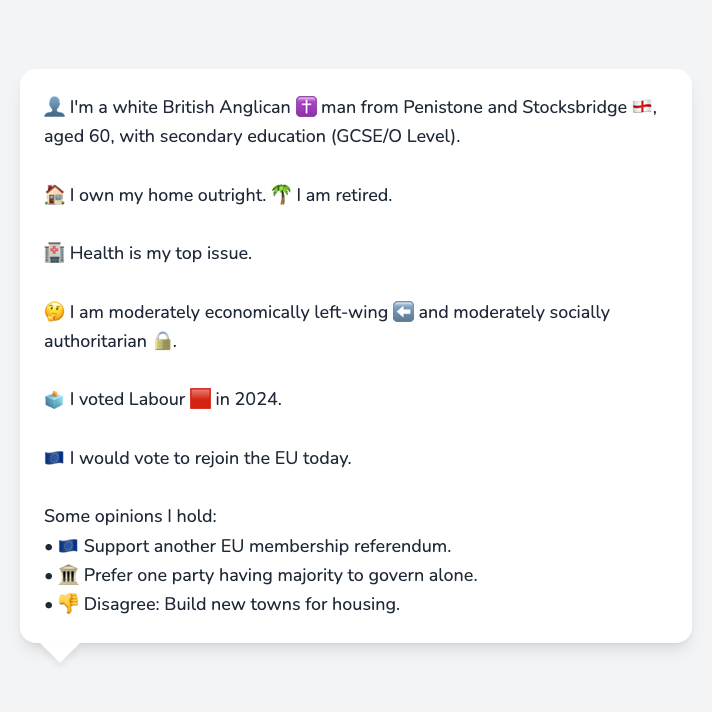 👤 I'm a white British Anglican ✝️ man from Penistone and Stocksbridge 🏴󠁧󠁢󠁥󠁮󠁧󠁿,
aged 60, with secondary education (GCSE/O Level).
🏠 I own my home outright. 🌴 I am retired.
🏥 Health is my top issue.
🤔 I am moderately economically left-wing ⬅️ and moderately socially
authoritarian 🔒.
🗳️ I voted Labour 🟥 in 2024.
🇪🇺 I would vote to rejoin the EU today.
Some opinions I hold:
• 🇪🇺 Support another EU membership referendum.
• 🏛️ Prefer one party having majority to govern alone.
• 👎 Disagree: Build new towns for housing.